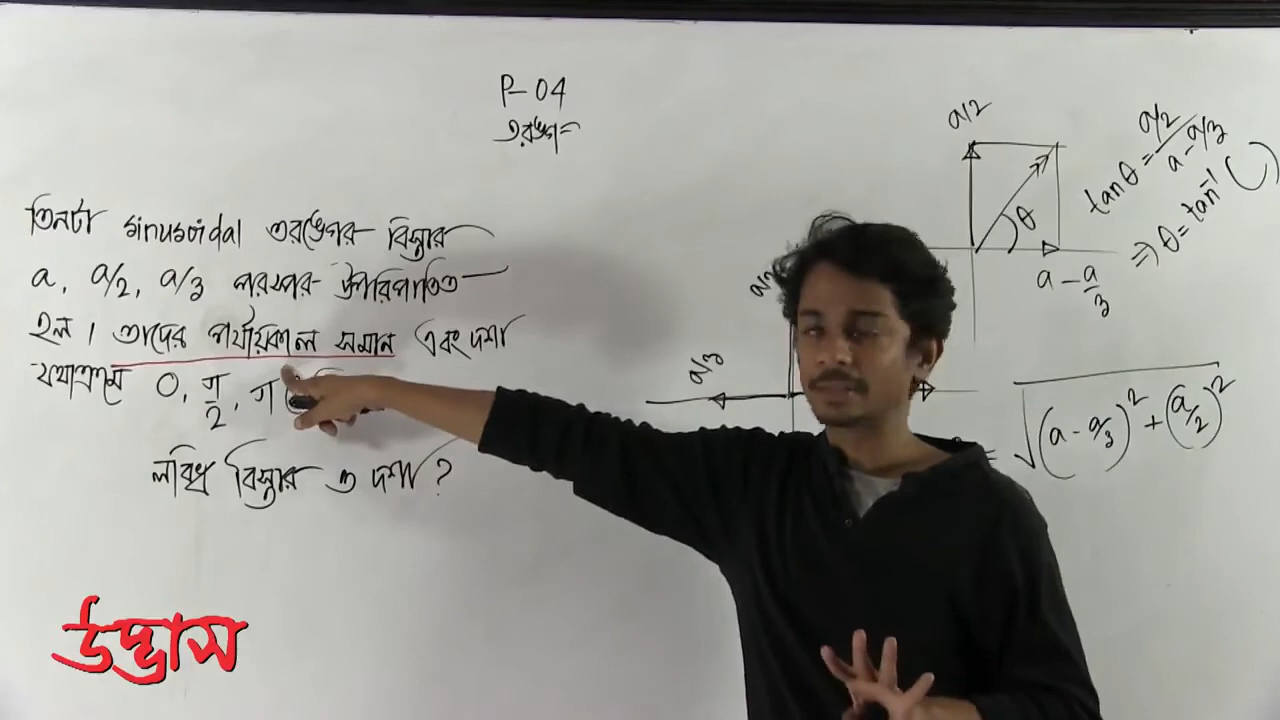 P-04
তরঙ্গ
তিনটা sinusoidal তরঙ্গের বিস্তার
a, a/2, a/3 পরস্পর উপরিপাতিত
হল। তাদের পর্যায়কাল সমান এবং দশা
যথাক্রমে 0, π/2, π
লব্ধি বিস্তার ও দশা?
a/2
θ
a - a/3
tanθ = a/2 / a - a/3
⇒ θ = tan⁻¹ ( )
a/2
a/3
= √(a - a/3)² + (a/2)²
উদ্ভাস